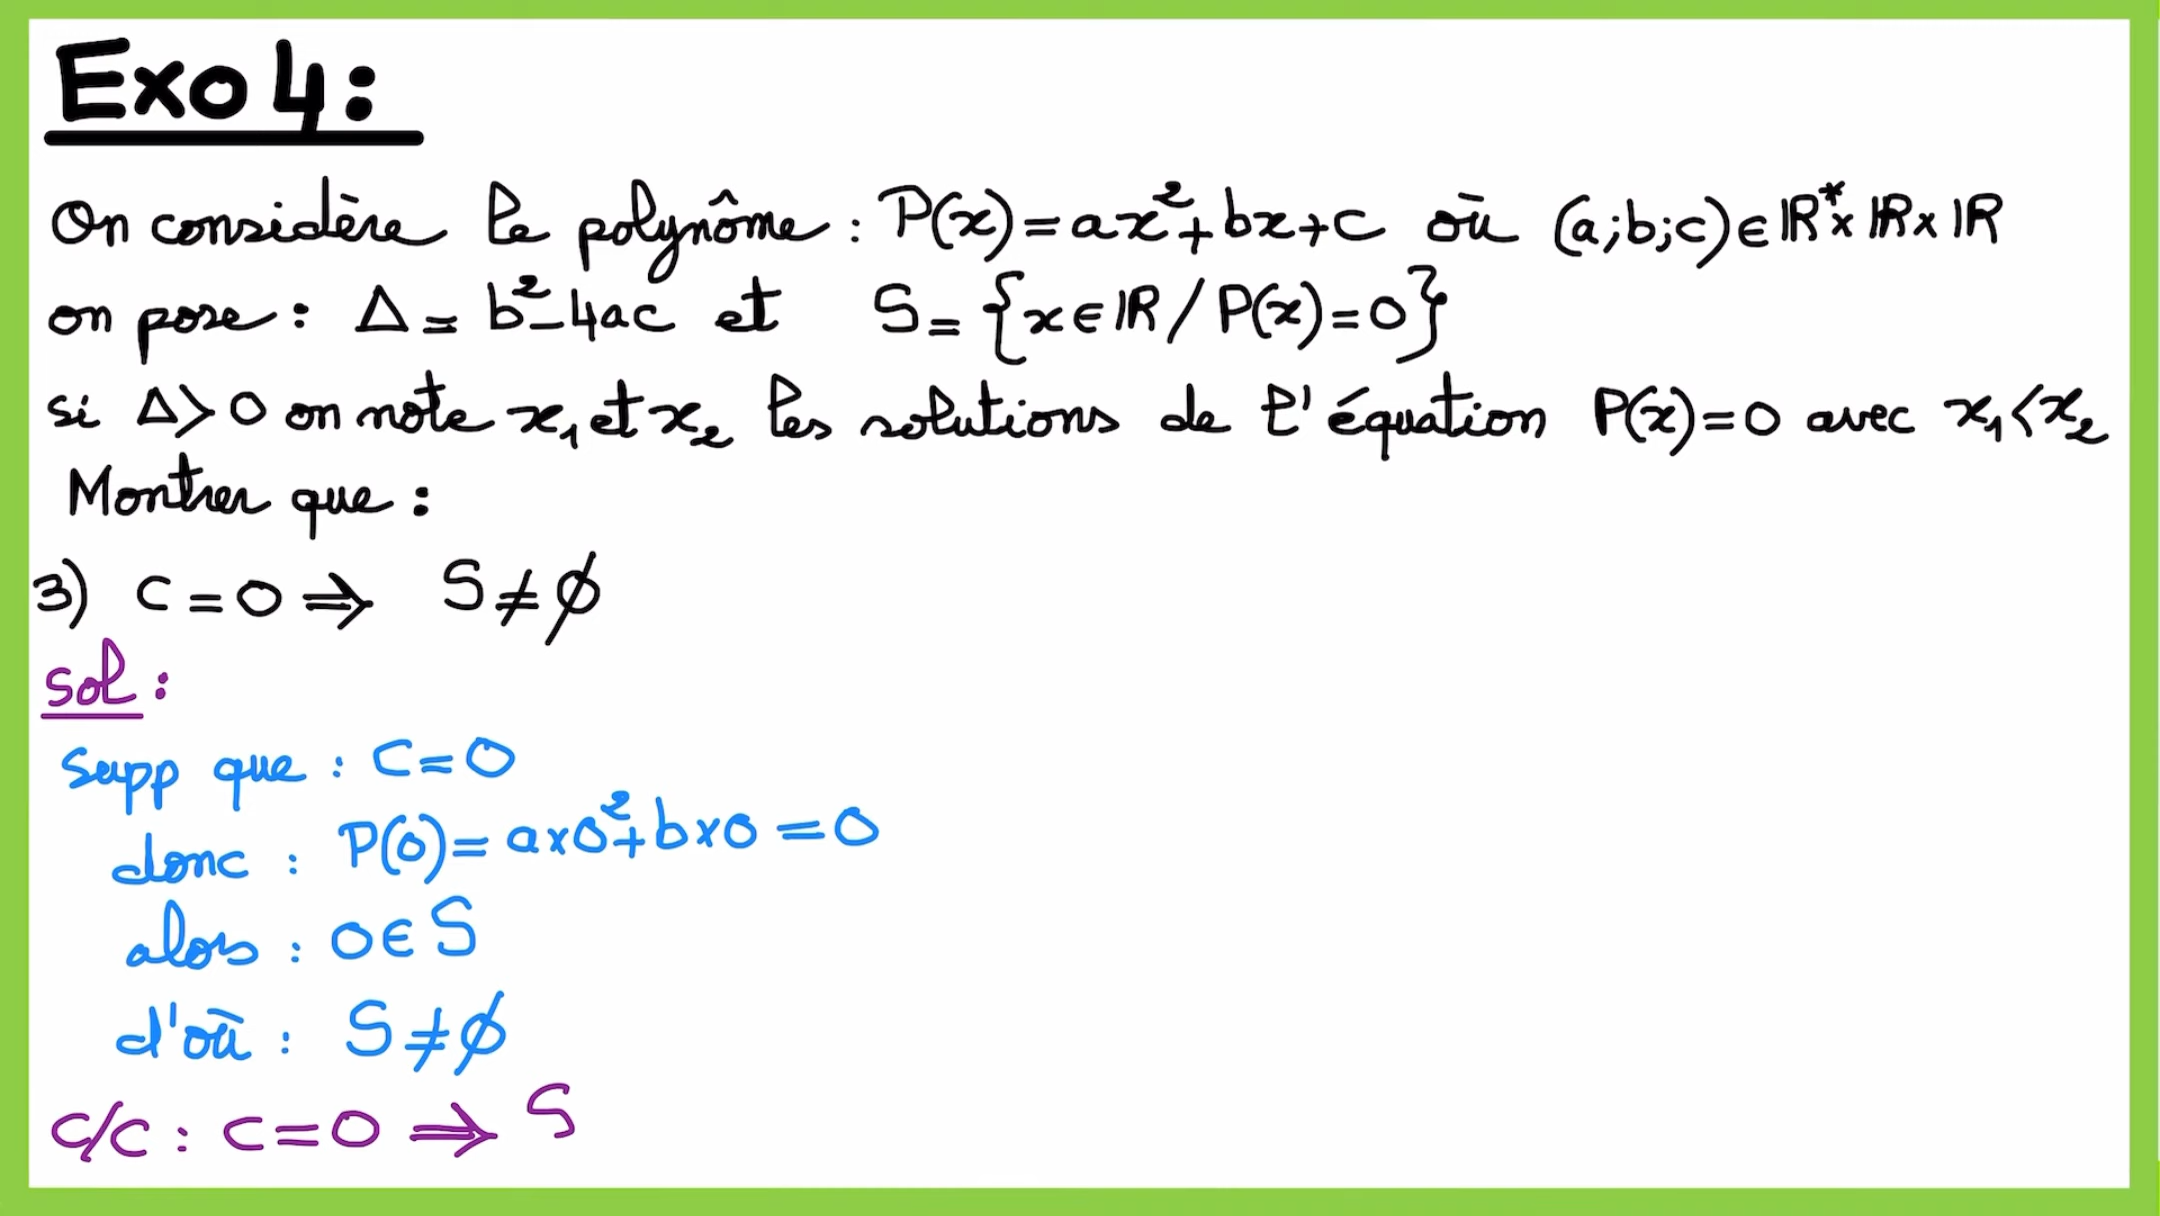 Exo 4:
On considère le polynôme : P(x)=ax²+bx+c où (a;b;c)∈ℝ*×ℝ×ℝ
on pose : Δ = b²-4ac et S = {x∈ℝ / P(x)=0}
si Δ>0 on note x₁ et x₂ les solutions de l'équation P(x)=0 avec x₁<x₂
Montrer que :
3) C=0 ⇒ S≠∅
sol :
Supp que : C=0
donc : P(0)= a×0²+b×0 =0
alors : 0∈S
d'où : S≠∅
c/c : C=0 ⇒ S